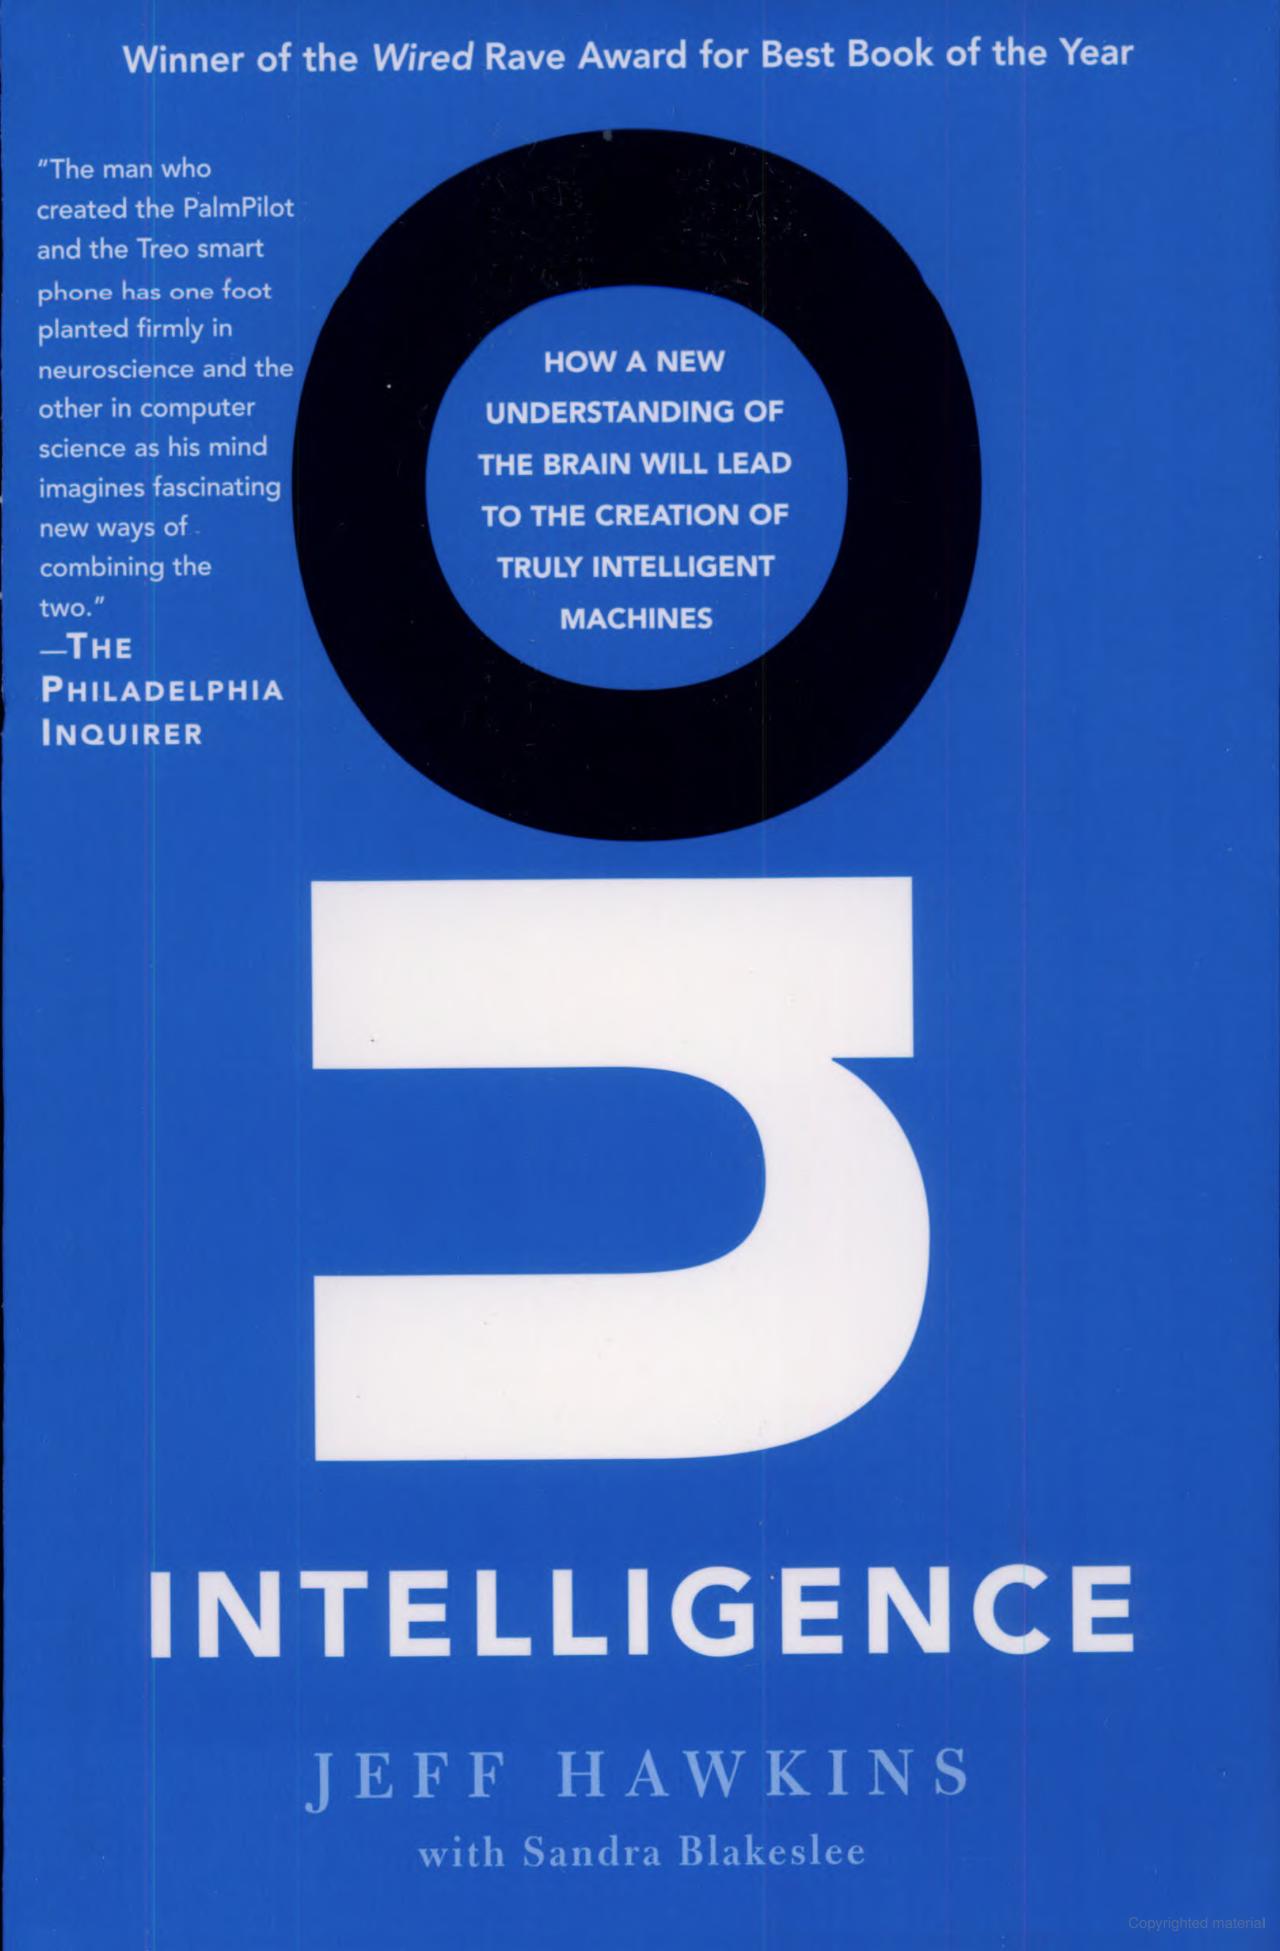 Winner of the Wired Rave Award for Best Book of the Year
"The man who
created the PalmPilot
and the Treo smart
phone has one foot
planted firmly in
neuroscience and the
other in computer
science as his mind
imagines fascinating
new ways of
combining the
two."
—THE
PHILADELPHIA
INQUIRER
HOW A NEW
UNDERSTANDING OF
THE BRAIN WILL LEAD
TO THE CREATION OF
TRULY INTELLIGENT
MACHINES
On
INTELLIGENCE
JEFF HAWKINS
with Sandra Blakeslee
Copyrighted material